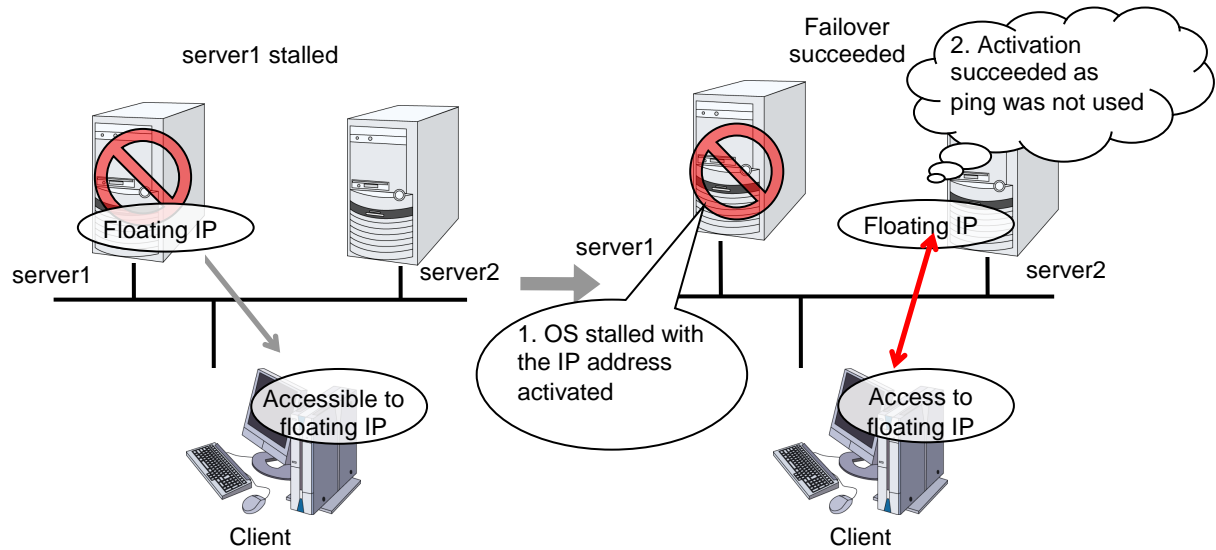 server1 stalled
Floating IP
server1
server2
Accessible to
floating IP
Client
Failover
succeeded
2. Activation
succeeded as
ping was not used
Floating IP
server1
server2
1. OS stalled with
the IP address
activated
Access to
floating IP
Client